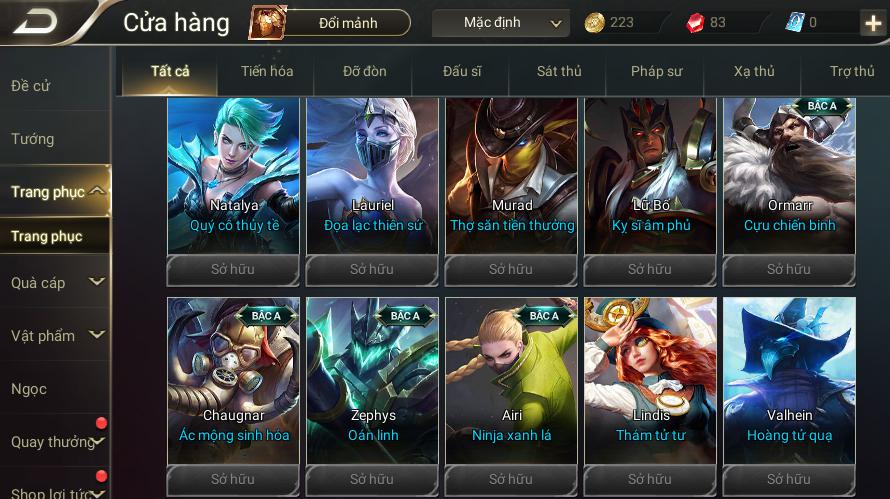 Cửa hàng
Đổi mảnh
Mặc định
223
83
0
Đề cử
Tướng
Trang phục
Trang phục
Quà cáp
Vật phẩm
Ngọc
Quay thưởng
Shop lợi tức
Tất cả
Tiến hóa
Đỡ đòn
Đấu sĩ
Sát thủ
Pháp sư
Xạ thủ
Trợ thủ
Natalya
Quý cô thủy tề
Sở hữu
Lauriel
Đọa lạc thiên sứ
Sở hữu
Murad
Thợ săn tiền thưởng
Sở hữu
Lữ Bố
Kỵ sĩ âm phủ
Sở hữu
BẬC A
Ormarr
Cựu chiến binh
Sở hữu
BẬC A
Chaugnar
Ác mộng sinh hóa
Sở hữu
BẬC A
Zephys
Oán linh
Sở hữu
BẬC A
Airi
Ninja xanh lá
Sở hữu
Lindis
Thám tử tư
Sở hữu
Valhein
Hoàng tử quạ
Sở hữu